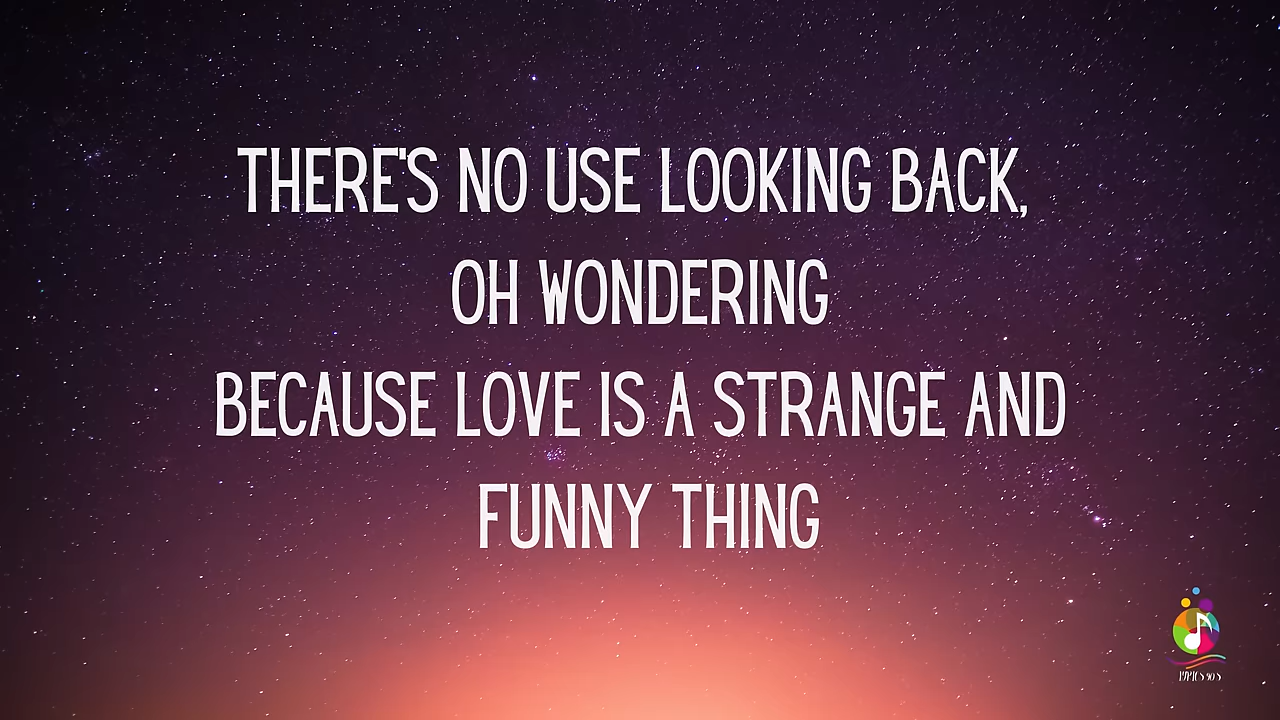 THERE'S NO USE LOOKING BACK,
OH WONDERING
BECAUSE LOVE IS A STRANGE AND
FUNNY THING